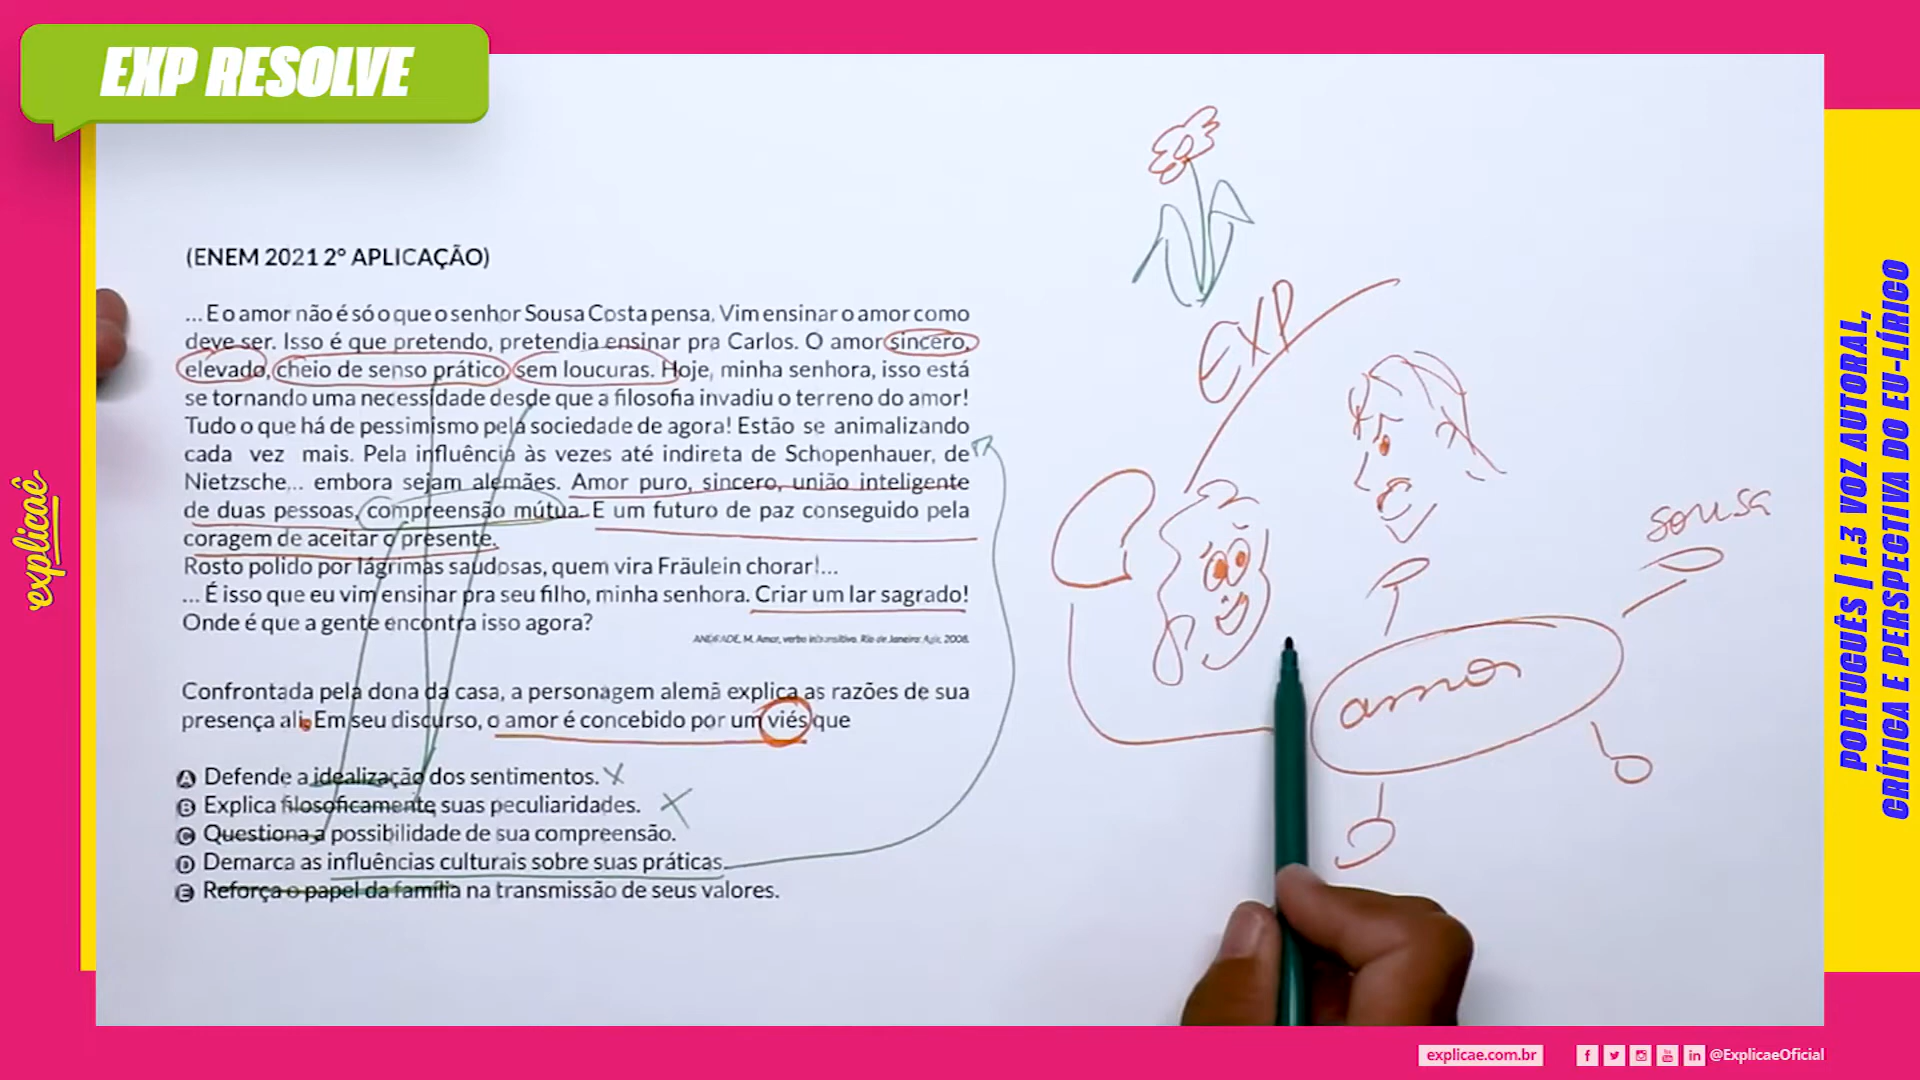 EXP RESOLVE
(ENEM 2021 2° APLICAÇÃO)
... E o amor não é só o que o senhor Sousa Costa pensa. Vim ensinar o amor como
deve ser. Isso é que pretendo, pretendia ensinar pra Carlos. O amor sincero,
elevado, cheio de senso prático, sem loucuras. Hoje, minha senhora, isso está
se tornando uma necessidade desde que a filosofia invadiu o terreno do amor!
Tudo o que há de pessimismo pela sociedade de agora! Estão se animalizando
cada vez mais. Pela influência às vezes até indireta de Schopenhauer, de
Nietzsche... embora sejam alemães. Amor puro, sincero, união inteligente
de duas pessoas, compreensão mútua. E um futuro de paz conseguido pela
coragem de aceitar o presente.
Rosto polido por lágrimas saudosas, quem vira Fräulein chorar!...
... É isso que eu vim ensinar pra seu filho, minha senhora. Criar um lar sagrado!
Onde é que a gente encontra isso agora?
ANDRADE, M. Amor, verbo intransitivo. Rio de Janeiro: Agir, 2008.
Confrontada pela dona da casa, a personagem alemã explica as razões de sua
presença ali. Em seu discurso, o amor é concebido por um viés que
A Defende a idealização dos sentimentos.
B Explica filosoficamente suas peculiaridades.
C Questiona a possibilidade de sua compreensão.
D Demarca as influências culturais sobre suas práticas.
E Reforça o papel da família na transmissão de seus valores.
EXP
sousa
amor
explicaê
PORTUGUÊS | 1.3 VOZ AUTORAL,
CRÍTICA E PERSPECTIVA DO EU-LÍRICO
explicae.com.br
@ExplicaeOficial